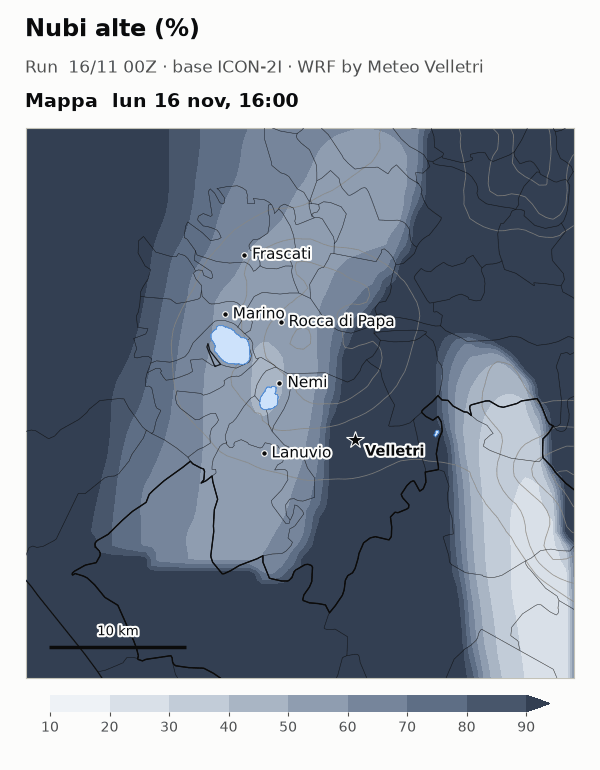 Nubi alte (%)
Run  16/11 00Z · base ICON-2I · WRF by Meteo Velletri
Mappa  lun 16 nov, 16:00
Frascati
Marino
Rocca di Papa
Nemi
Velletri
Lanuvio
10 km
10 20 30 40 50 60 70 80 90